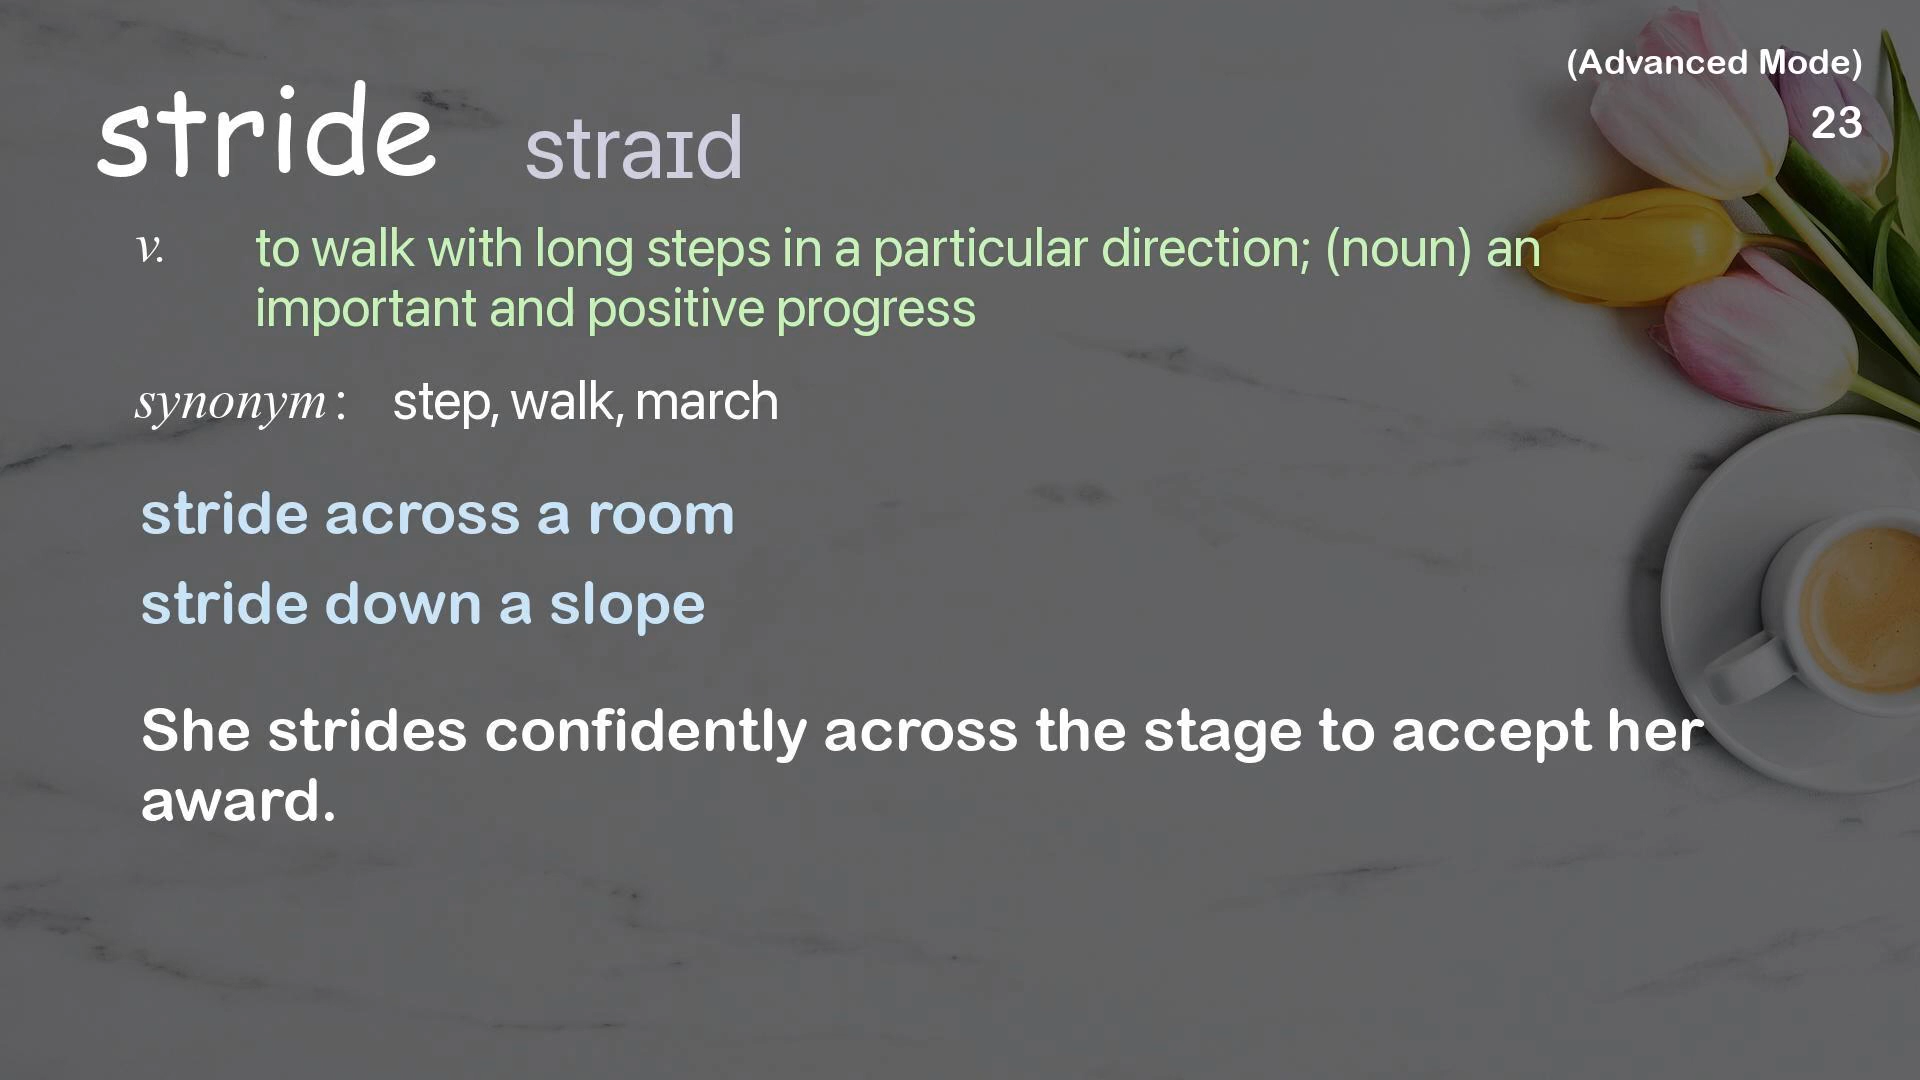 (Advanced Mode)
23
stride straɪd
v. to walk with long steps in a particular direction; (noun) an
important and positive progress
synonym : step, walk, march
stride across a room
stride down a slope
She strides confidently across the stage to accept her
award.